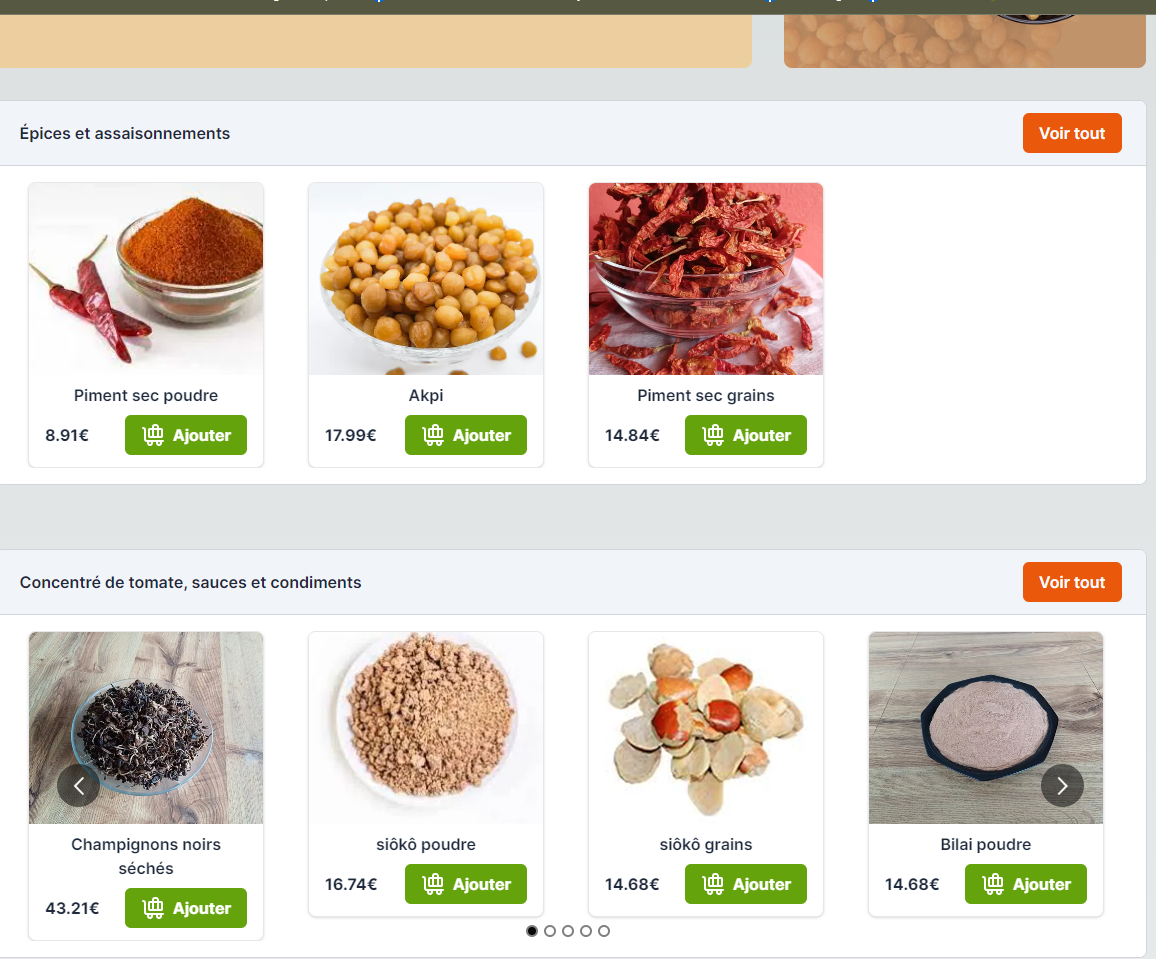 Épices et assaisonnements
Voir tout
Piment sec poudre
8.91€
Ajouter
Akpi
17.99€
Ajouter
Piment sec grains
14.84€
Ajouter
Concentré de tomate, sauces et condiments
Voir tout
Champignons noirs
séchés
43.21€
Ajouter
siôkô poudre
16.74€
Ajouter
siôkô grains
14.68€
Ajouter
Bilai poudre
14.68€
Ajouter